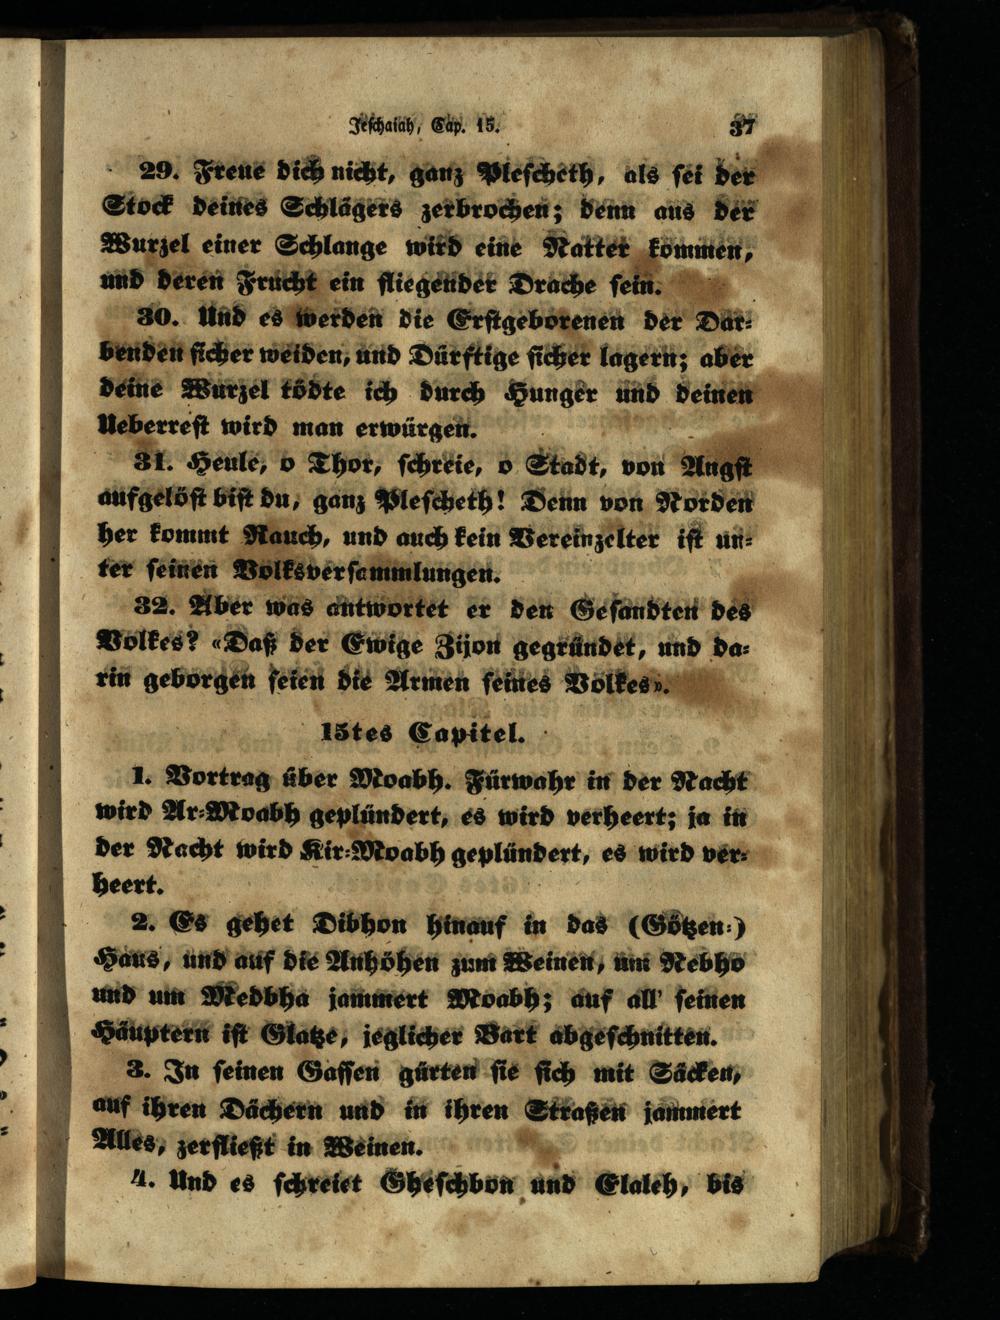 Jeschaiah, Cap. 15. 37
29. Freue dich nicht, ganz Plescheth, als sei der
Stock deines Schlägers zerbrochen; denn aus der
Wurzel einer Schlange wird eine Natter kommen,
und deren Frucht ein fliegender Drache sein.
30. Und es werden die Erstgeborenen der Dar-
benden sicher weiden, und Dürftige sicher lagern; aber
deine Wurzel tödte ich durch Hunger und deinen
Ueberrest wird man erwürgen.
31. Heule, o Thor, schreie, o Stadt, von Angst
aufgelöst bist du, ganz Plescheth! Denn von Norden
her kommt Rauch, und auch kein Vereinzelter ist un-
ter seinen Volksversammlungen.
32. Aber was antwortet er den Gesandten des
Volkes? «Daß der Ewige Zijon gegründet, und da-
rin geborgen seien die Armen seines Volkes».
15tes Capitel.
1. Vortrag über Moabh. Fürwahr in der Nacht
wird Ar-Moabh geplündert, es wird verheert; ja in
der Nacht wird Kir-Moabh geplündert, es wird ver-
heert.
2. Es gehet Dibhon hinauf in das (Götzen-)
Haus, und auf die Anhöhen zum Weinen, um Nebho
und um Medbha jammert Moabh; auf all' seinen
Häuptern ist Glatze, jeglicher Bart abgeschnitten.
3. In seinen Gassen gürten sie sich mit Säcken,
auf ihren Dächern und in ihren Straßen jammert
Alles, zerfließt in Weinen.
4. Und es schreiet Gheschbon und Elaleh, bis